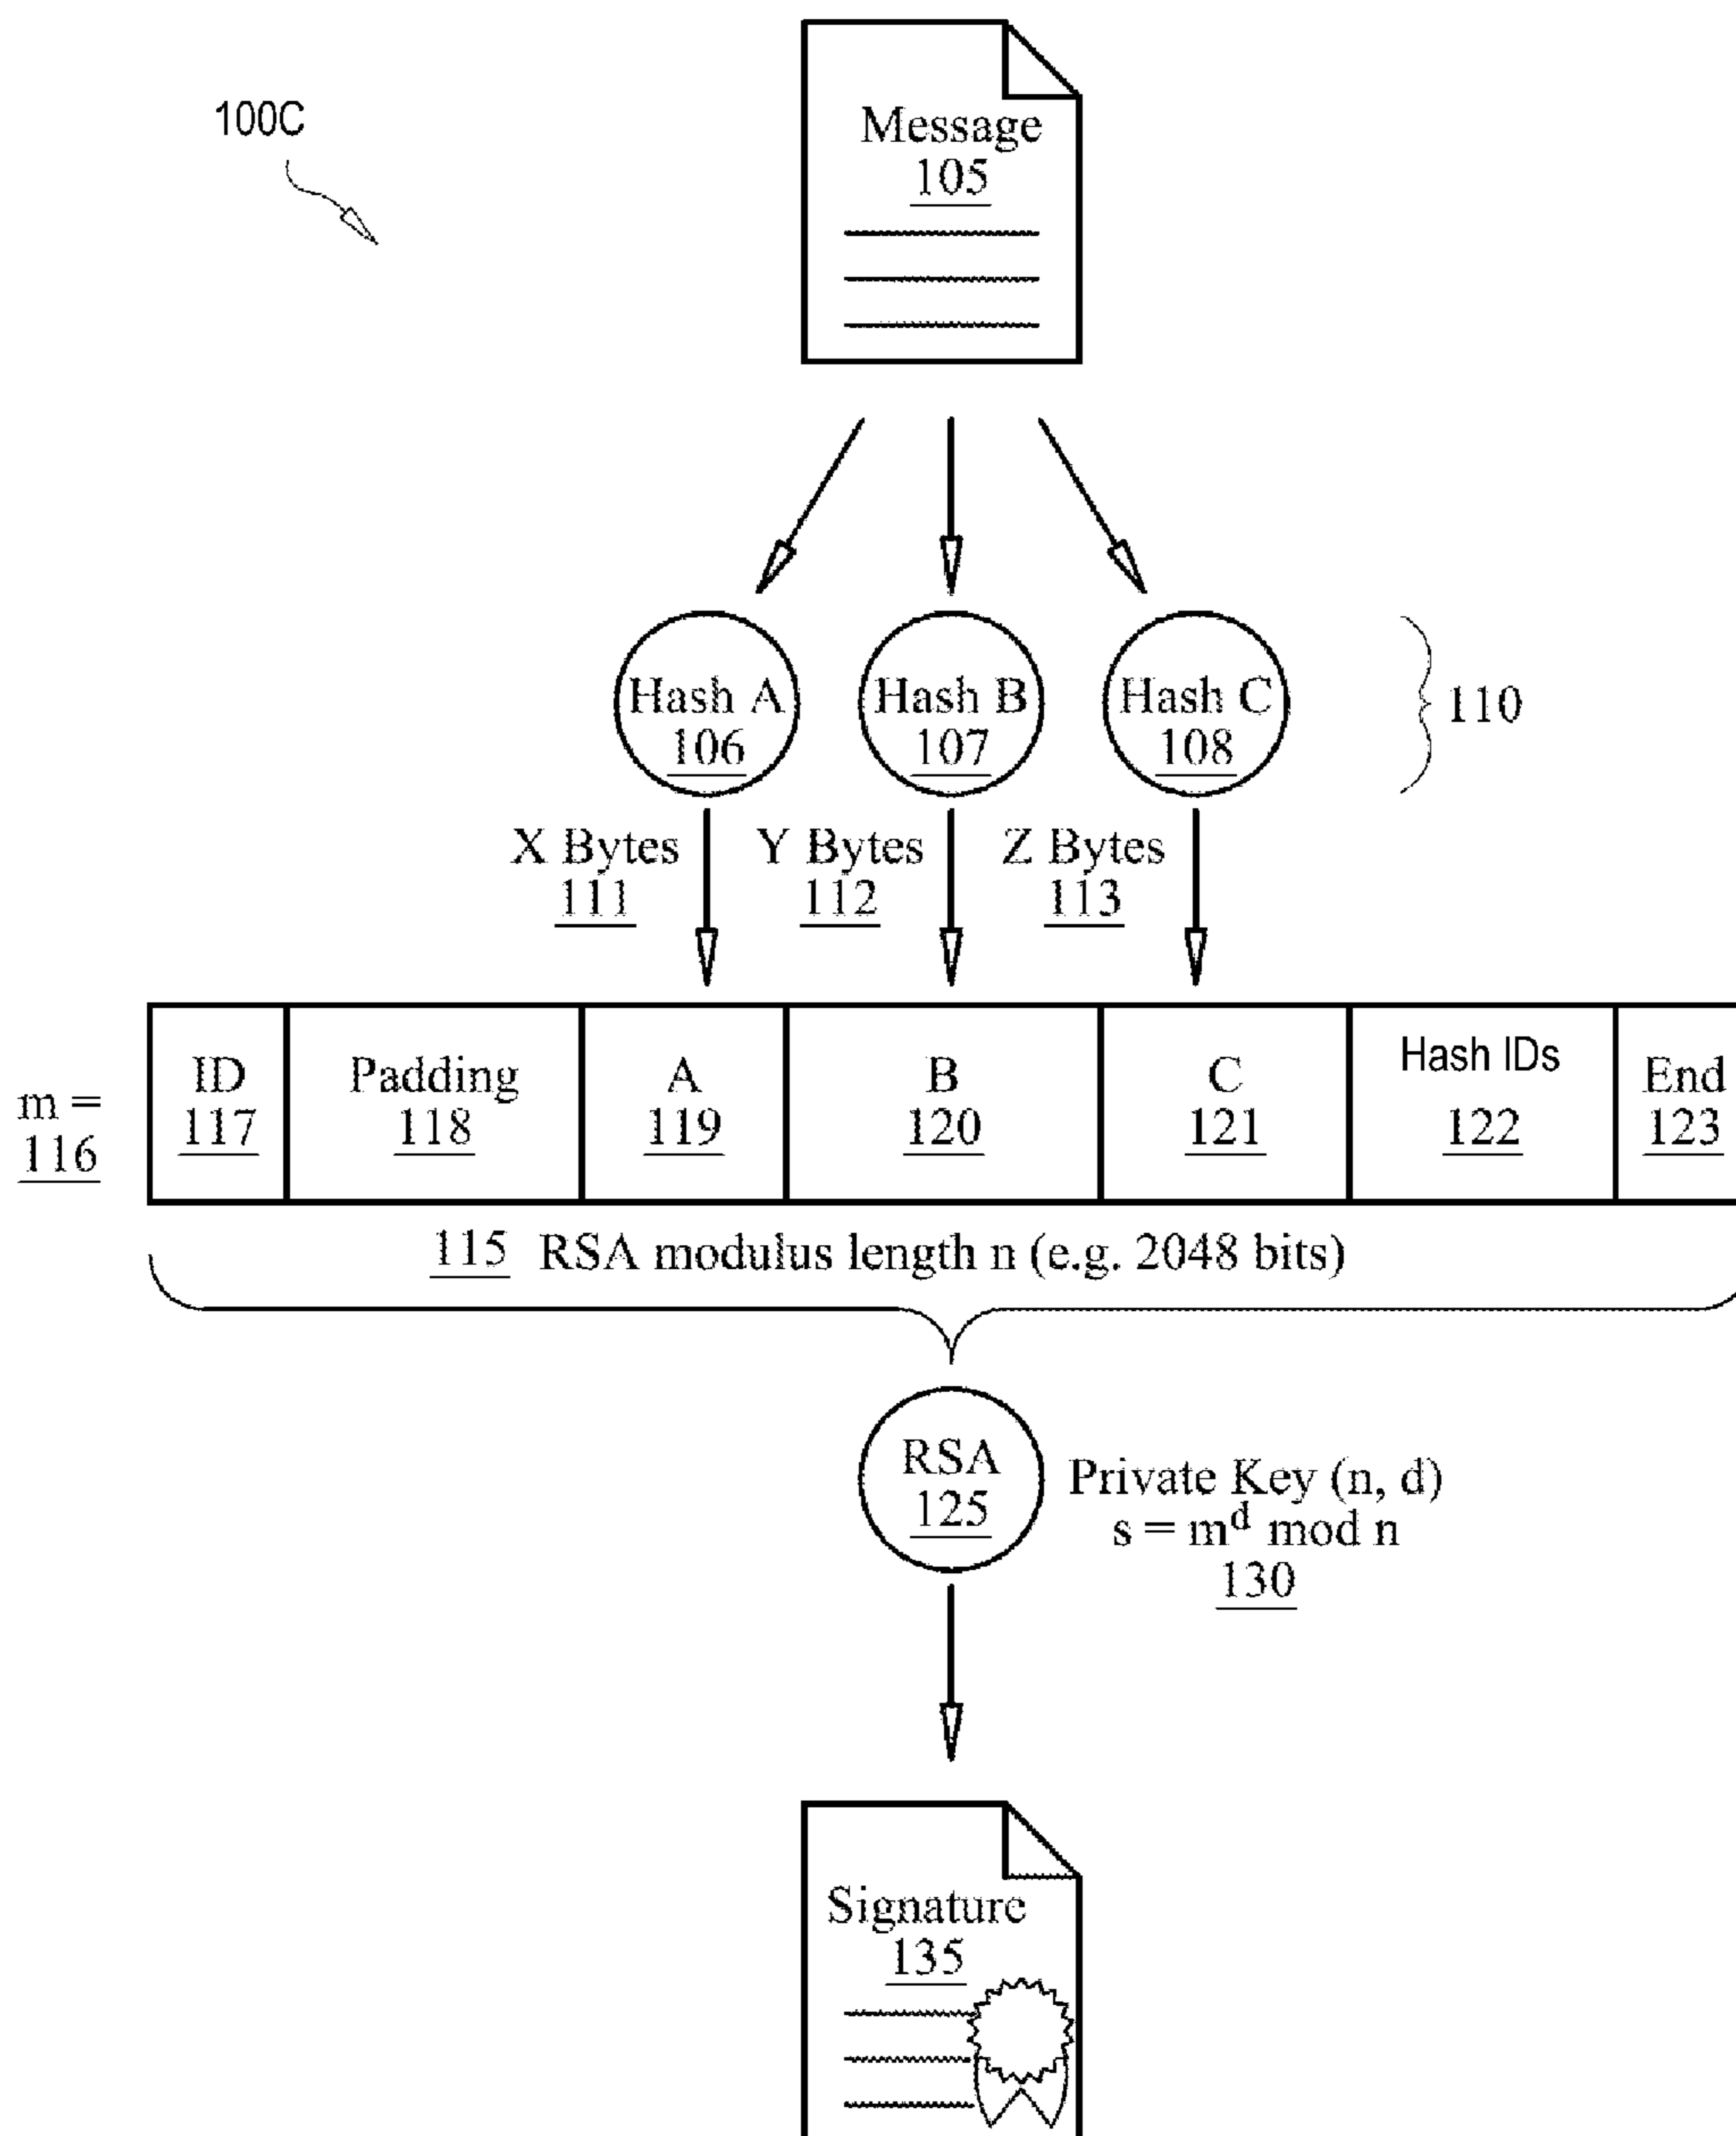 100C
Message
105
Hash A
106
Hash B
107
Hash C
108
110
X Bytes
111
Y Bytes
112
Z Bytes
113
m =
116
ID
117
Padding
118
A
119
B
120
C
121
Hash IDs
122
End
123
115 RSA modulus length n (e.g. 2048 bits)
RSA
125
Private Key (n, d)
s = m^d mod n
130
Signature
135